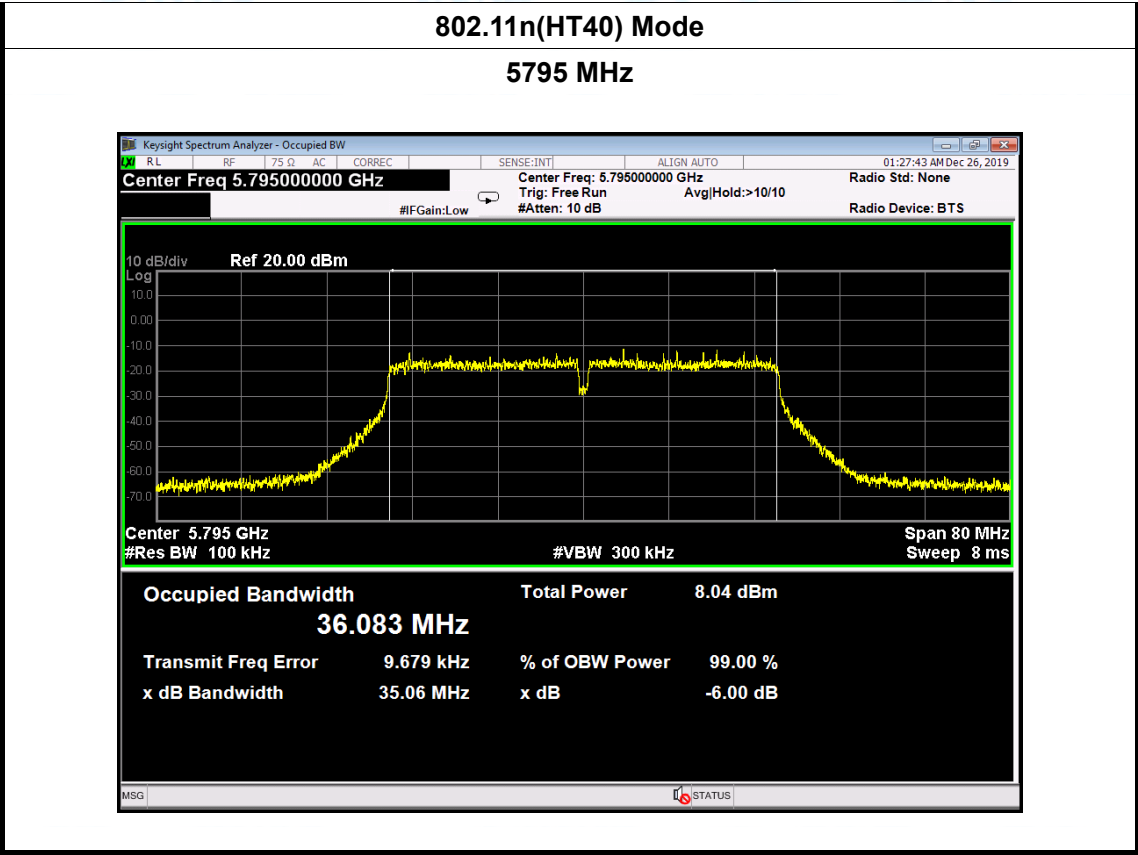 802.11n(HT40) Mode
5795 MHz
Keysight Spectrum Analyzer - Occupied BW
LXI RL RF 75 Ω AC CORREC SENSE:INT ALIGN AUTO 01:27:43 AM Dec 26, 2019
Center Freq 5.795000000 GHz Center Freq: 5.795000000 GHz Radio Std: None
Trig: Free Run Avg|Hold:>10/10
#IFGain:Low #Atten: 10 dB Radio Device: BTS
10 dB/div Ref 20.00 dBm
Log
10.0
0.00
-10.0
-20.0
-30.0
-40.0
-50.0
-60.0
-70.0
Center 5.795 GHz Span 80 MHz
#Res BW 100 kHz #VBW 300 kHz Sweep 8 ms
Occupied Bandwidth Total Power 8.04 dBm
36.083 MHz
Transmit Freq Error 9.679 kHz % of OBW Power 99.00 %
x dB Bandwidth 35.06 MHz x dB -6.00 dB
MSG STATUS